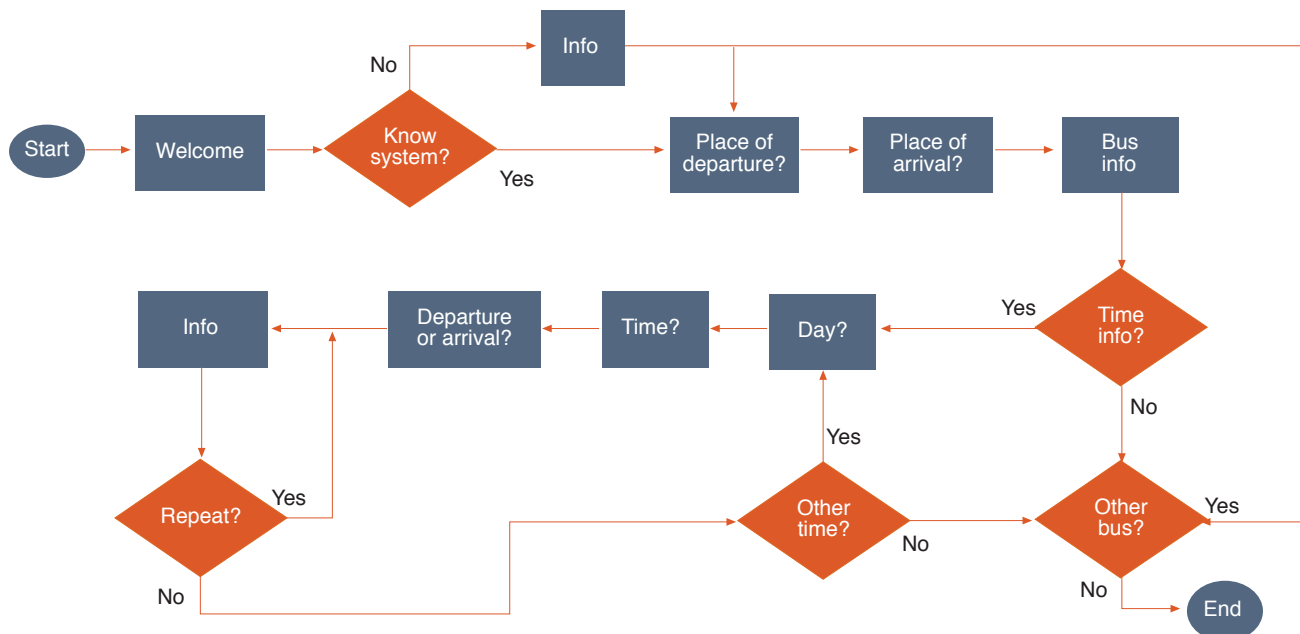 Info
No
Start
Welcome
Know
system?
Yes
Place of
departure?
Place of
arrival?
Bus
info
Info
Departure
or arrival?
Time?
Day?
Yes
Time
info?
No
Yes
Repeat?
Yes
Other
time?
No
Other
bus?
Yes
No
No
End